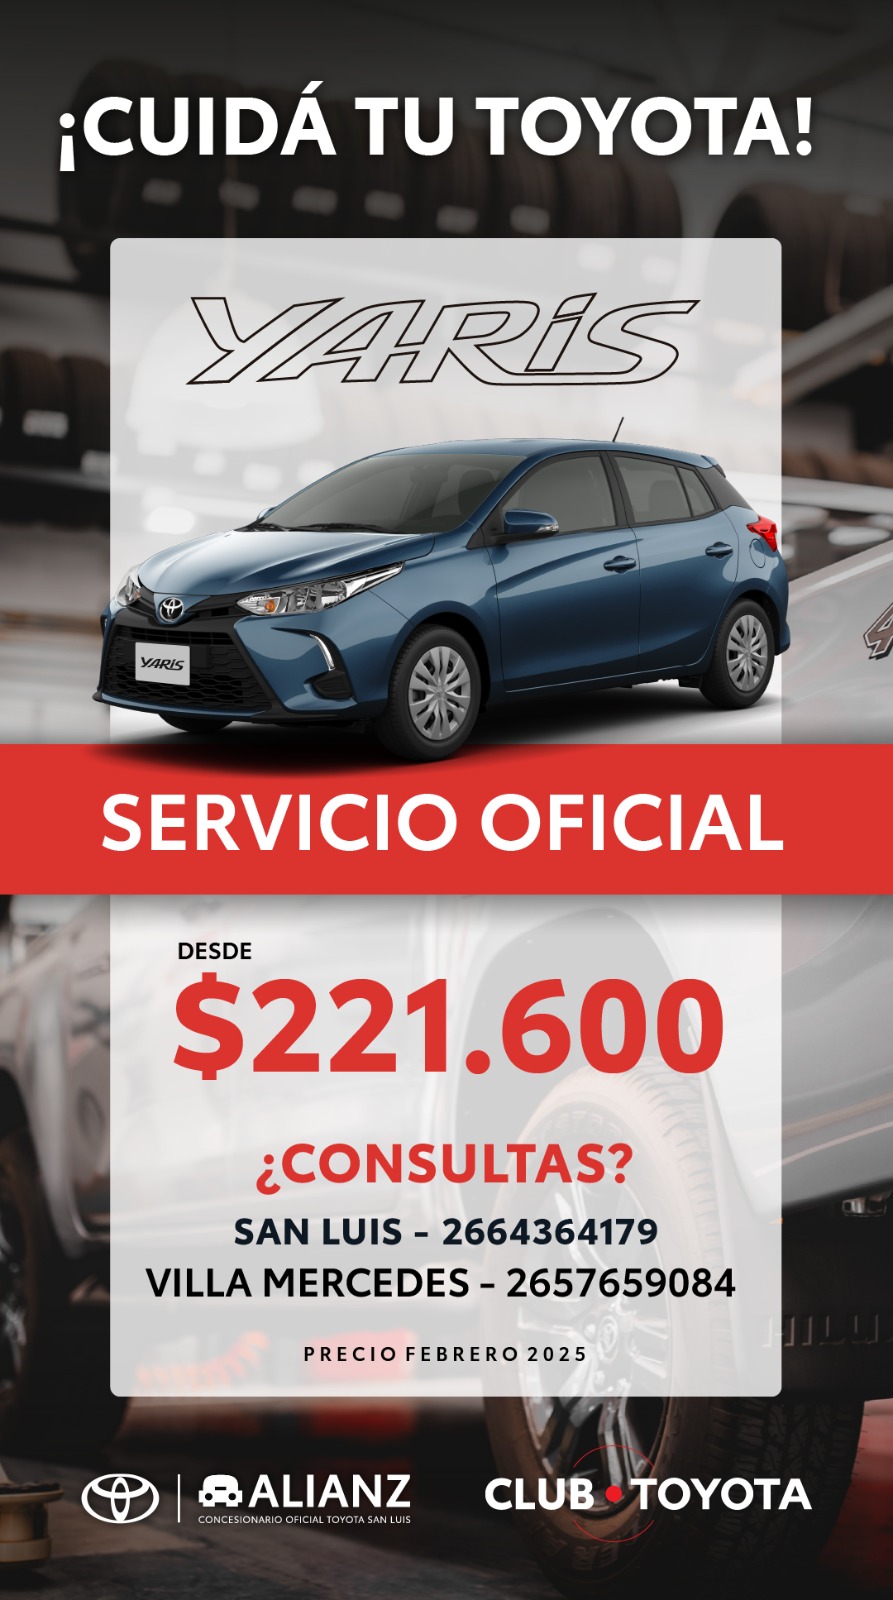 ¡CUIDÁ TU TOYOTA!
YARiS
YARiS
SERVICIO OFICIAL
DESDE
$221.600
¿CONSULTAS?
SAN LUIS - 2664364179
VILLA MERCEDES - 2657659084
PRECIO FEBRERO 2025
ALIANZ
CONCESIONARIO OFICIAL TOYOTA SAN LUIS
CLUB TOYOTA